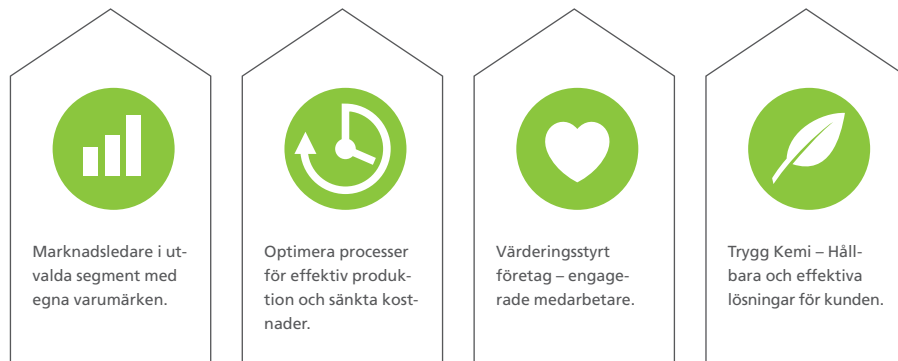 Marknadsledare i ut-
valda segment med
egna varumärken.
Optimera processer
för effektiv produk-
tion och sänkta kost-
nader.
Värderingsstyrt
företag – engage-
rade medarbetare.
Trygg Kemi – Håll-
bara och effektiva
lösningar för kunden.